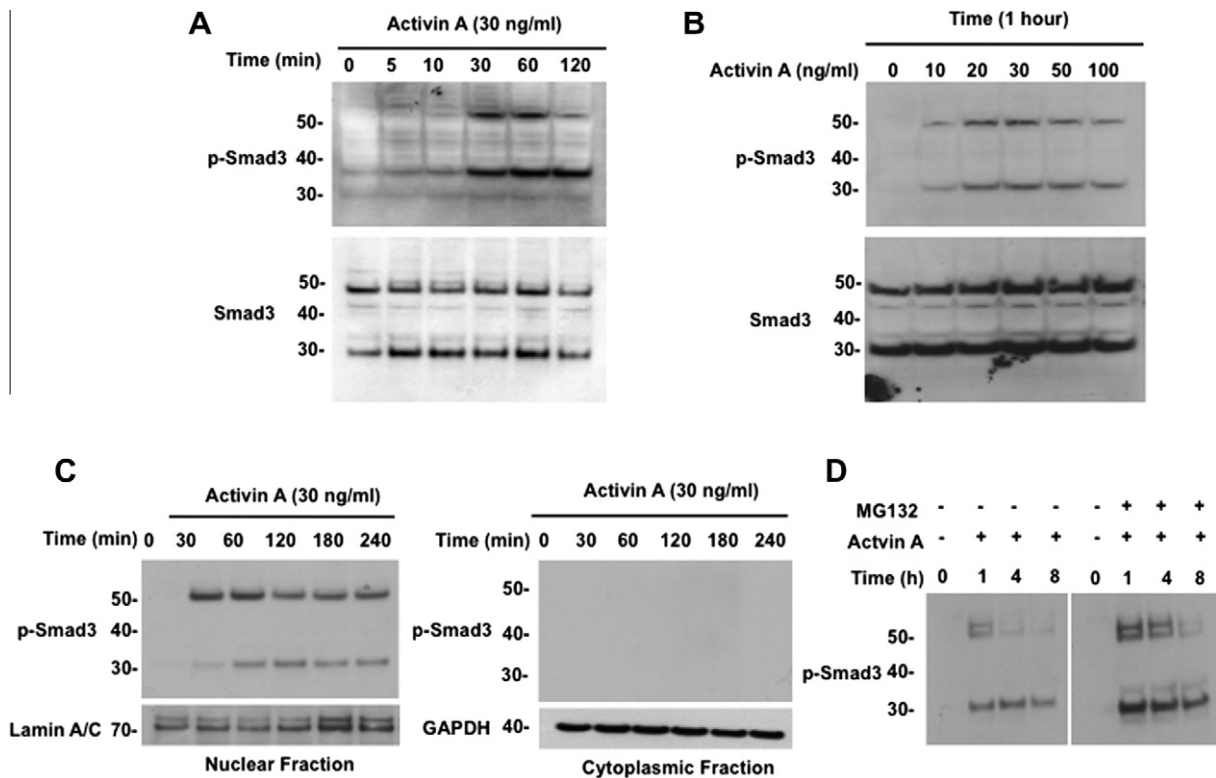 A
Activin A (30 ng/ml)
Time (min) 0 5 10 30 60 120
50-
p-Smad3 40-
30-
50-
Smad3 40-
30-
B
Time (1 hour)
Activin A (ng/ml) 0 10 20 30 50 100
50-
p-Smad3 40-
30-
50-
Smad3 40-
30-
C
Activin A (30 ng/ml)
Time (min) 0 30 60 120 180 240
50-
p-Smad3 40-
30-
Lamin A/C 70-
Nuclear Fraction
Activin A (30 ng/ml)
Time (min) 0 30 60 120 180 240
50-
p-Smad3 40-
30-
GAPDH 40-
Cytoplasmic Fraction
D
MG132 - - - - - + + +
Actvin A - + + + - + + +
Time (h) 0 1 4 8 0 1 4 8
50-
p-Smad3 40-
30-